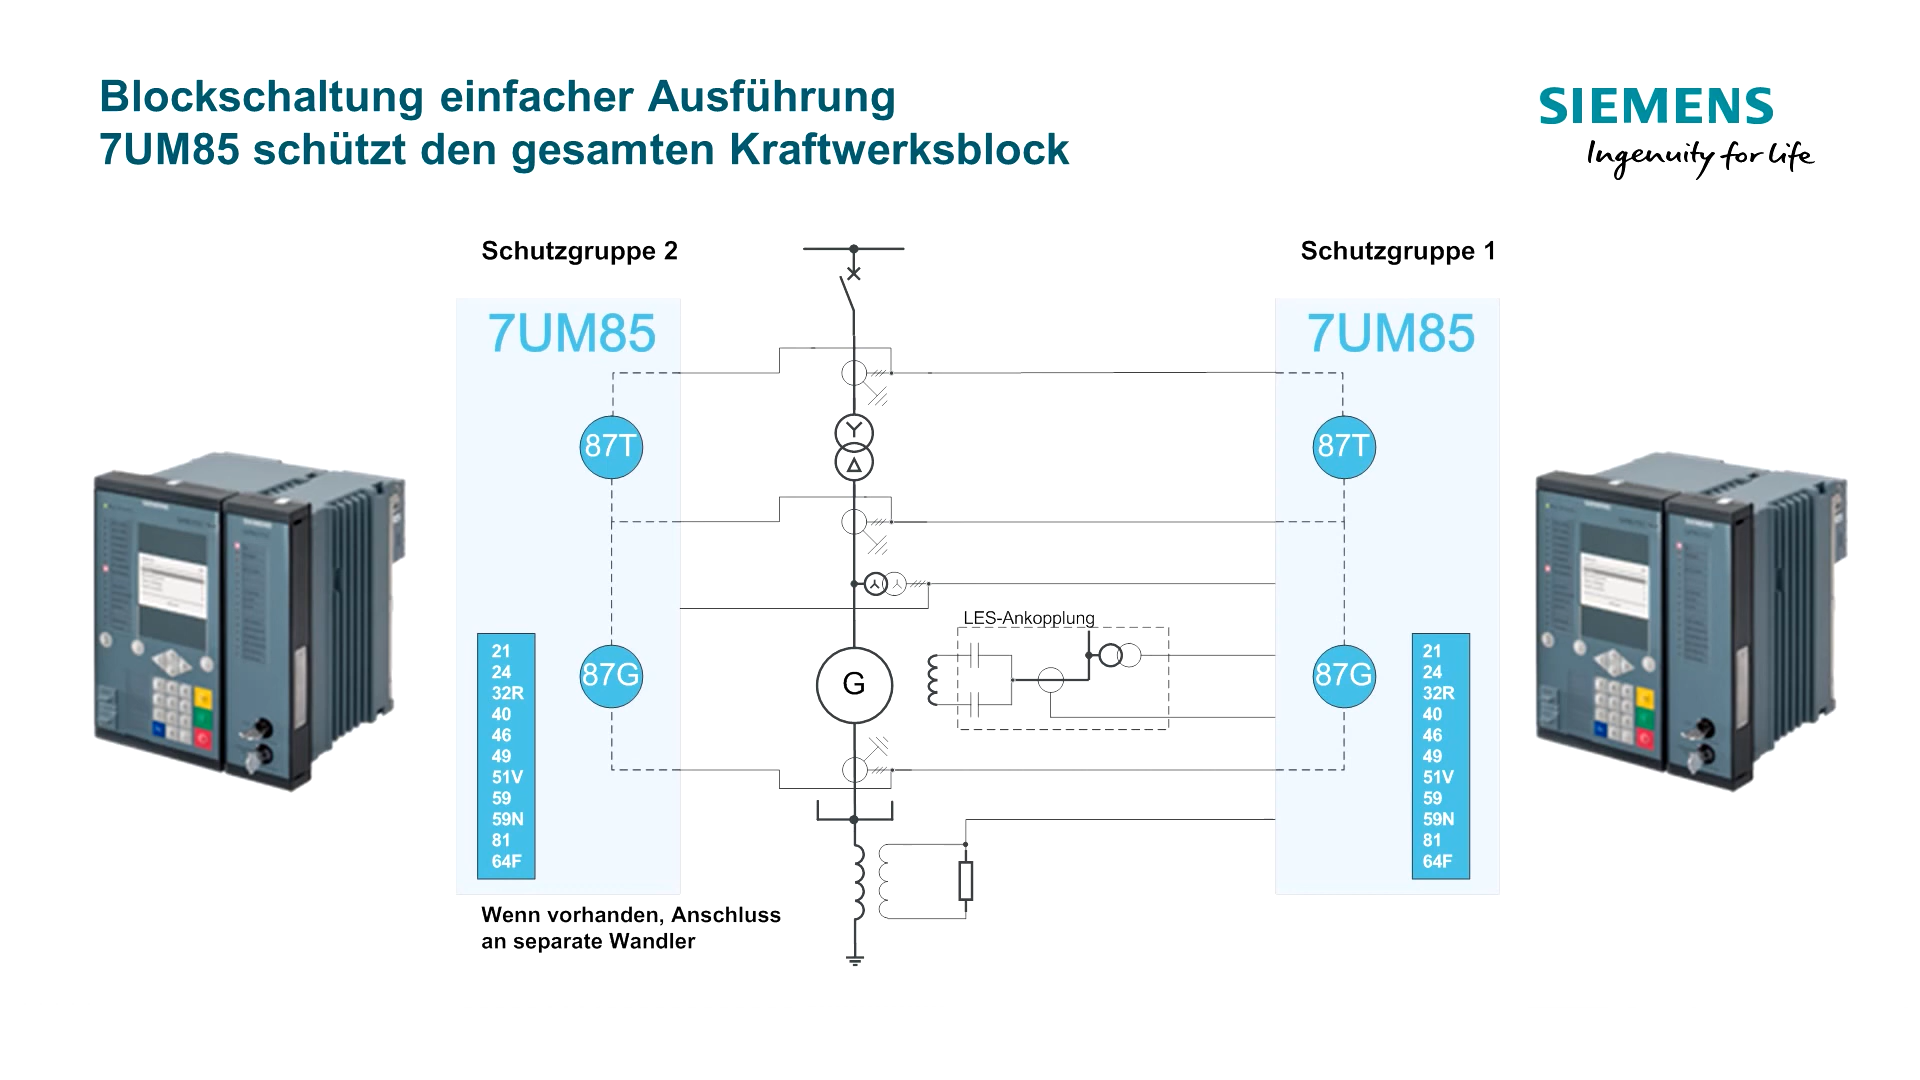 Blockschaltung einfacher Ausführung
7UM85 schützt den gesamten Kraftwerksblock
SIEMENS
Ingenuity for life
Schutzgruppe 2
Schutzgruppe 1
7UM85
7UM85
87T
87T
LES-Ankopplung
87G
G
87G
21
24
32R
40
46
49
51V
59
59N
81
64F
21
24
32R
40
46
49
51V
59
59N
81
64F
Wenn vorhanden, Anschluss
an separate Wandler